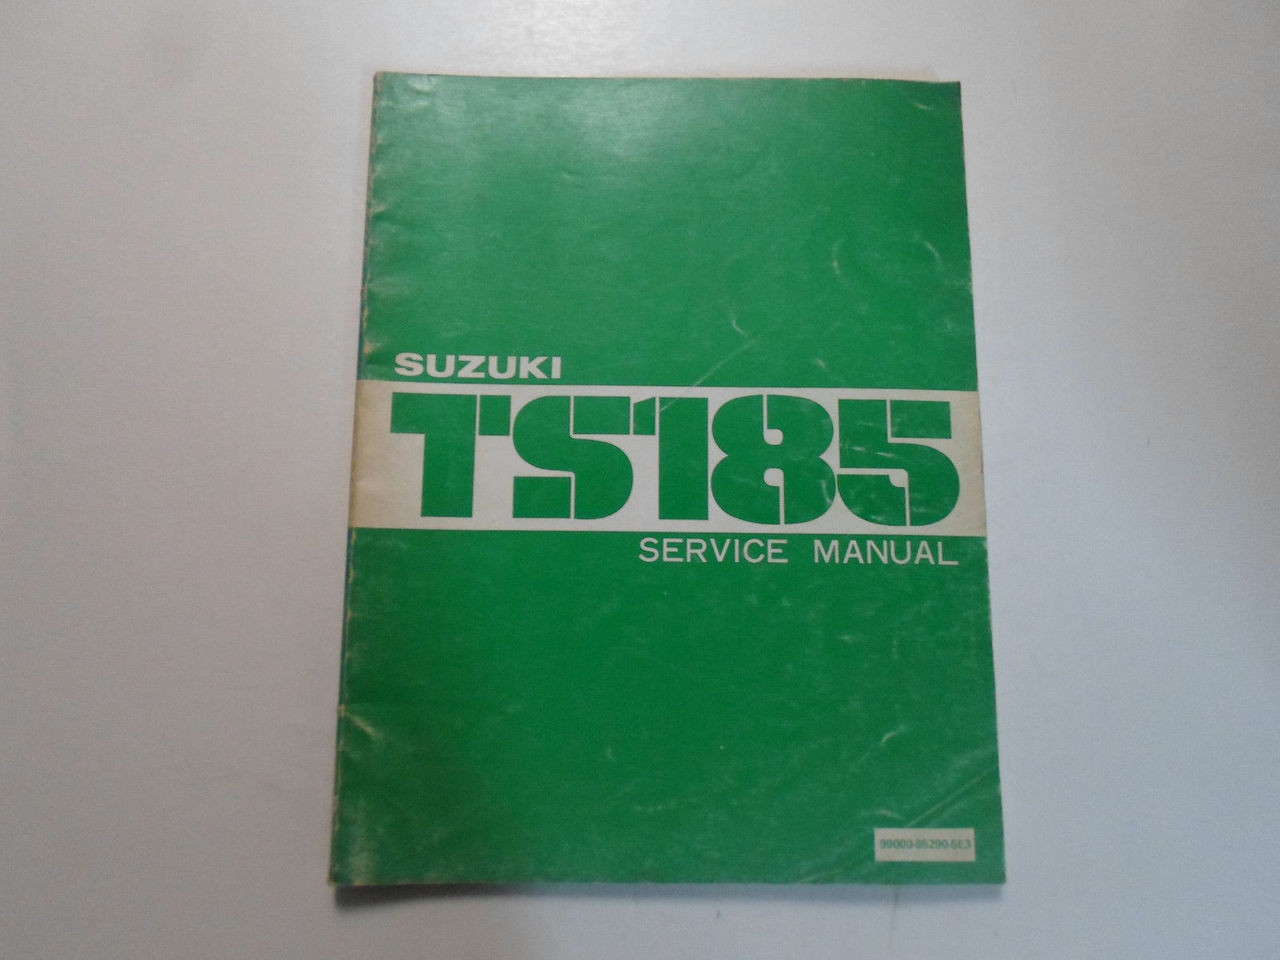 SUZUKI
TS185
SERVICE MANUAL
99000-85290-5E3